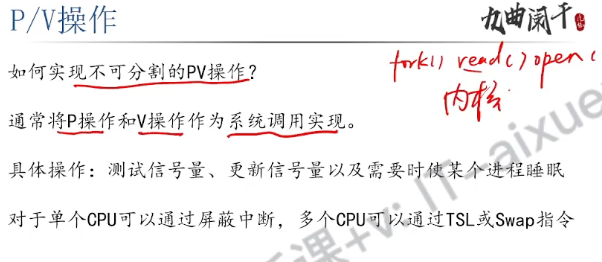 P/V操作
九曲阑干
fork() read() open(
内核
如何实现不可分割的PV操作?
通常将P操作和V操作作为系统调用实现。
具体操作:测试信号量、更新信号量以及需要时使某个进程睡眠
对于单个CPU可以通过屏蔽中断,多个CPU可以通过TSL或Swap指令
课+v: IT-aixue